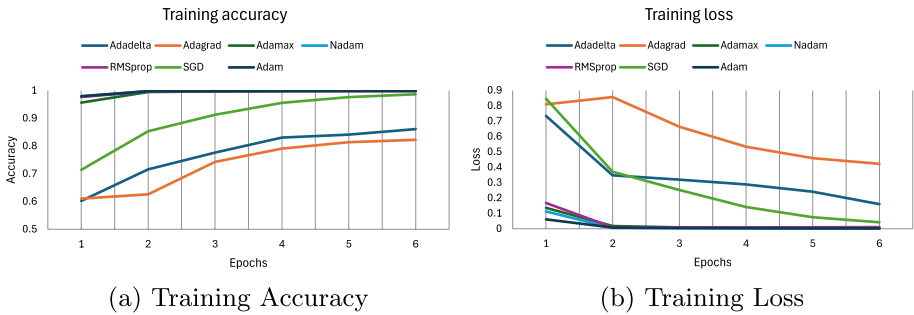 Training accuracy
Adadelta Adagrad Adamax Nadam
RMSprop SGD Adam
1
0.9
0.8
0.7
0.6
0.5
Accuracy
1 2 3 4 5 6
Epochs
(a) Training Accuracy
Training loss
Adadelta Adagrad Adamax Nadam
RMSprop SGD Adam
0.9
0.8
0.7
0.6
0.5
0.4
0.3
0.2
0.1
0
Loss
1 2 3 4 5 6
Epochs
(b) Training Loss